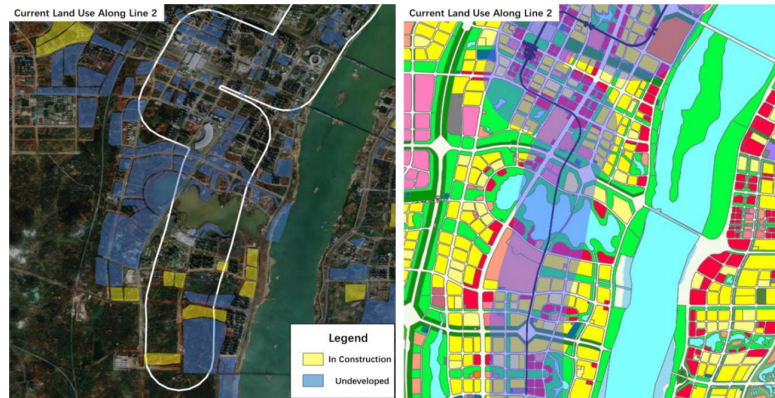 Current Land Use Along Line 2
Current Land Use Along Line 2
Legend
In Construction
Undeveloped